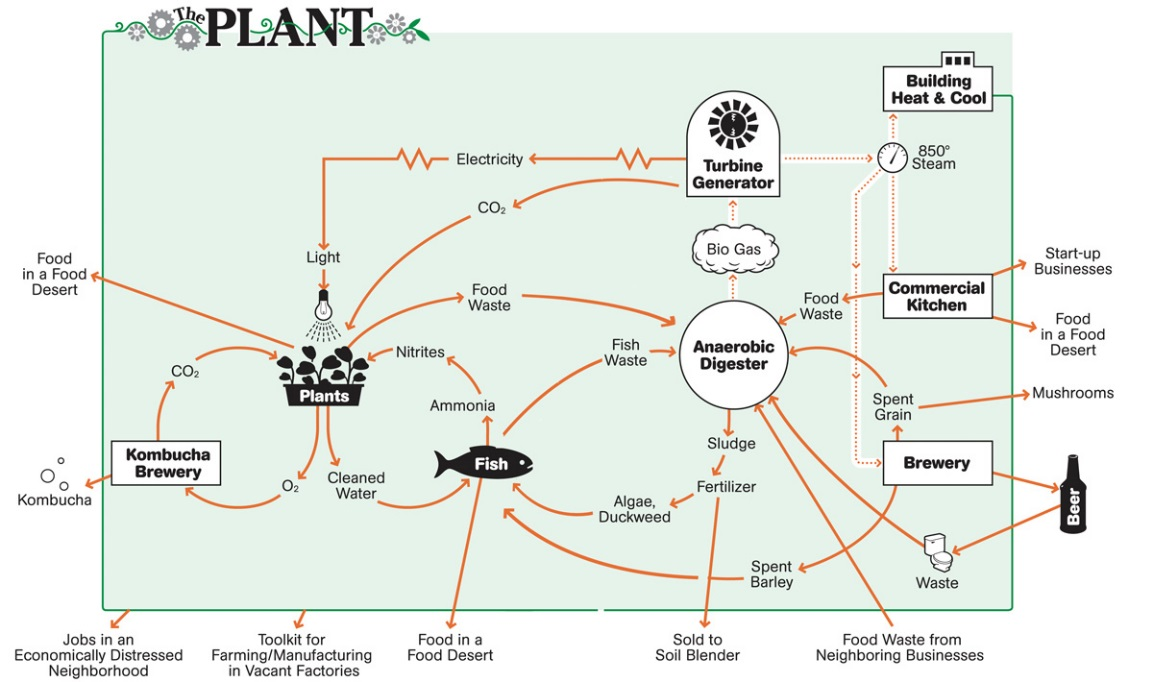 The PLANT
Building
Heat & Cool
850°
Steam
Turbine
Generator
Electricity
CO₂
Bio Gas
Light
Food
in a Food
Desert
Food
Waste
Food
Waste
Commercial
Kitchen
Start-up
Businesses
Food
in a Food
Desert
Anaerobic
Digester
Fish
Waste
Nitrites
CO₂
Plants
Ammonia
Spent
Grain
Mushrooms
Kombucha
Brewery
Kombucha
O₂
Cleaned
Water
Fish
Sludge
Fertilizer
Algae,
Duckweed
Brewery
Beer
Spent
Barley
Waste
Jobs in an
Economically Distressed
Neighborhood
Toolkit for
Farming/Manufacturing
in Vacant Factories
Food in a
Food Desert
Sold to
Soil Blender
Food Waste from
Neighboring Businesses